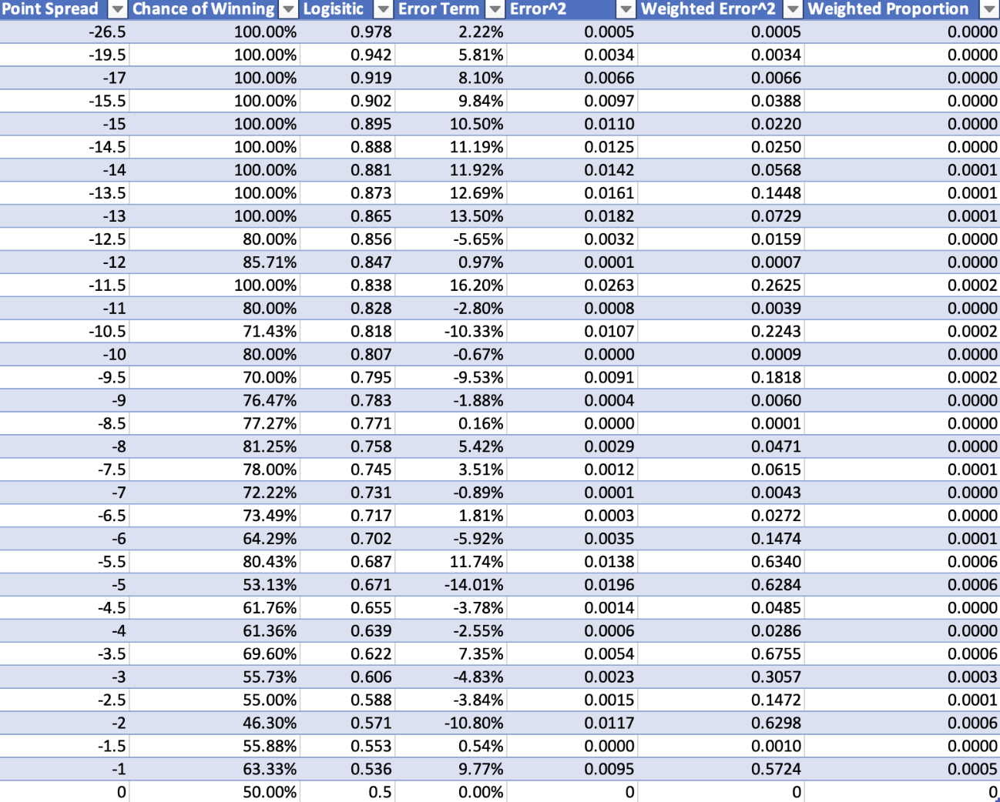 Point Spread Chance of Winning Logisitic Error Term Error^2 Weighted Error^2 Weighted Proportion
-26.5 100.00% 0.978 2.22% 0.0005 0.0005 0.0000
-19.5 100.00% 0.942 5.81% 0.0034 0.0034 0.0000
-17 100.00% 0.919 8.10% 0.0066 0.0066 0.0000
-15.5 100.00% 0.902 9.84% 0.0097 0.0388 0.0000
-15 100.00% 0.895 10.50% 0.0110 0.0220 0.0000
-14.5 100.00% 0.888 11.19% 0.0125 0.0250 0.0000
-14 100.00% 0.881 11.92% 0.0142 0.0568 0.0001
-13.5 100.00% 0.873 12.69% 0.0161 0.1448 0.0001
-13 100.00% 0.865 13.50% 0.0182 0.0729 0.0001
-12.5 80.00% 0.856 -5.65% 0.0032 0.0159 0.0000
-12 85.71% 0.847 0.97% 0.0001 0.0007 0.0000
-11.5 100.00% 0.838 16.20% 0.0263 0.2625 0.0002
-11 80.00% 0.828 -2.80% 0.0008 0.0039 0.0000
-10.5 71.43% 0.818 -10.33% 0.0107 0.2243 0.0002
-10 80.00% 0.807 -0.67% 0.0000 0.0009 0.0000
-9.5 70.00% 0.795 -9.53% 0.0091 0.1818 0.0002
-9 76.47% 0.783 -1.88% 0.0004 0.0060 0.0000
-8.5 77.27% 0.771 0.16% 0.0000 0.0001 0.0000
-8 81.25% 0.758 5.42% 0.0029 0.0471 0.0000
-7.5 78.00% 0.745 3.51% 0.0012 0.0615 0.0001
-7 72.22% 0.731 -0.89% 0.0001 0.0043 0.0000
-6.5 73.49% 0.717 1.81% 0.0003 0.0272 0.0000
-6 64.29% 0.702 -5.92% 0.0035 0.1474 0.0001
-5.5 80.43% 0.687 11.74% 0.0138 0.6340 0.0006
-5 53.13% 0.671 -14.01% 0.0196 0.6284 0.0006
-4.5 61.76% 0.655 -3.78% 0.0014 0.0485 0.0000
-4 61.36% 0.639 -2.55% 0.0006 0.0286 0.0000
-3.5 69.60% 0.622 7.35% 0.0054 0.6755 0.0006
-3 55.73% 0.606 -4.83% 0.0023 0.3057 0.0003
-2.5 55.00% 0.588 -3.84% 0.0015 0.1472 0.0001
-2 46.30% 0.571 -10.80% 0.0117 0.6298 0.0006
-1.5 55.88% 0.553 0.54% 0.0000 0.0010 0.0000
-1 63.33% 0.536 9.77% 0.0095 0.5724 0.0005
0 50.00% 0.5 0.00% 0 0 0